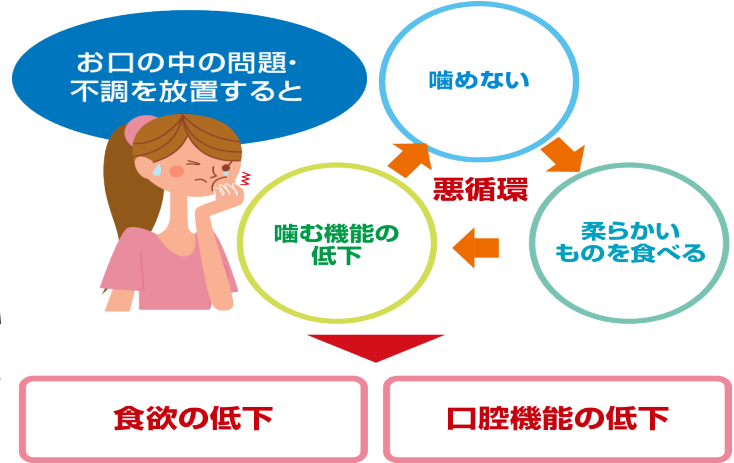 お口の中の問題・
不調を放置すると
噛めない
悪循環
噛む機能の
低下
柔らかい
ものを食べる
食欲の低下
口腔機能の低下